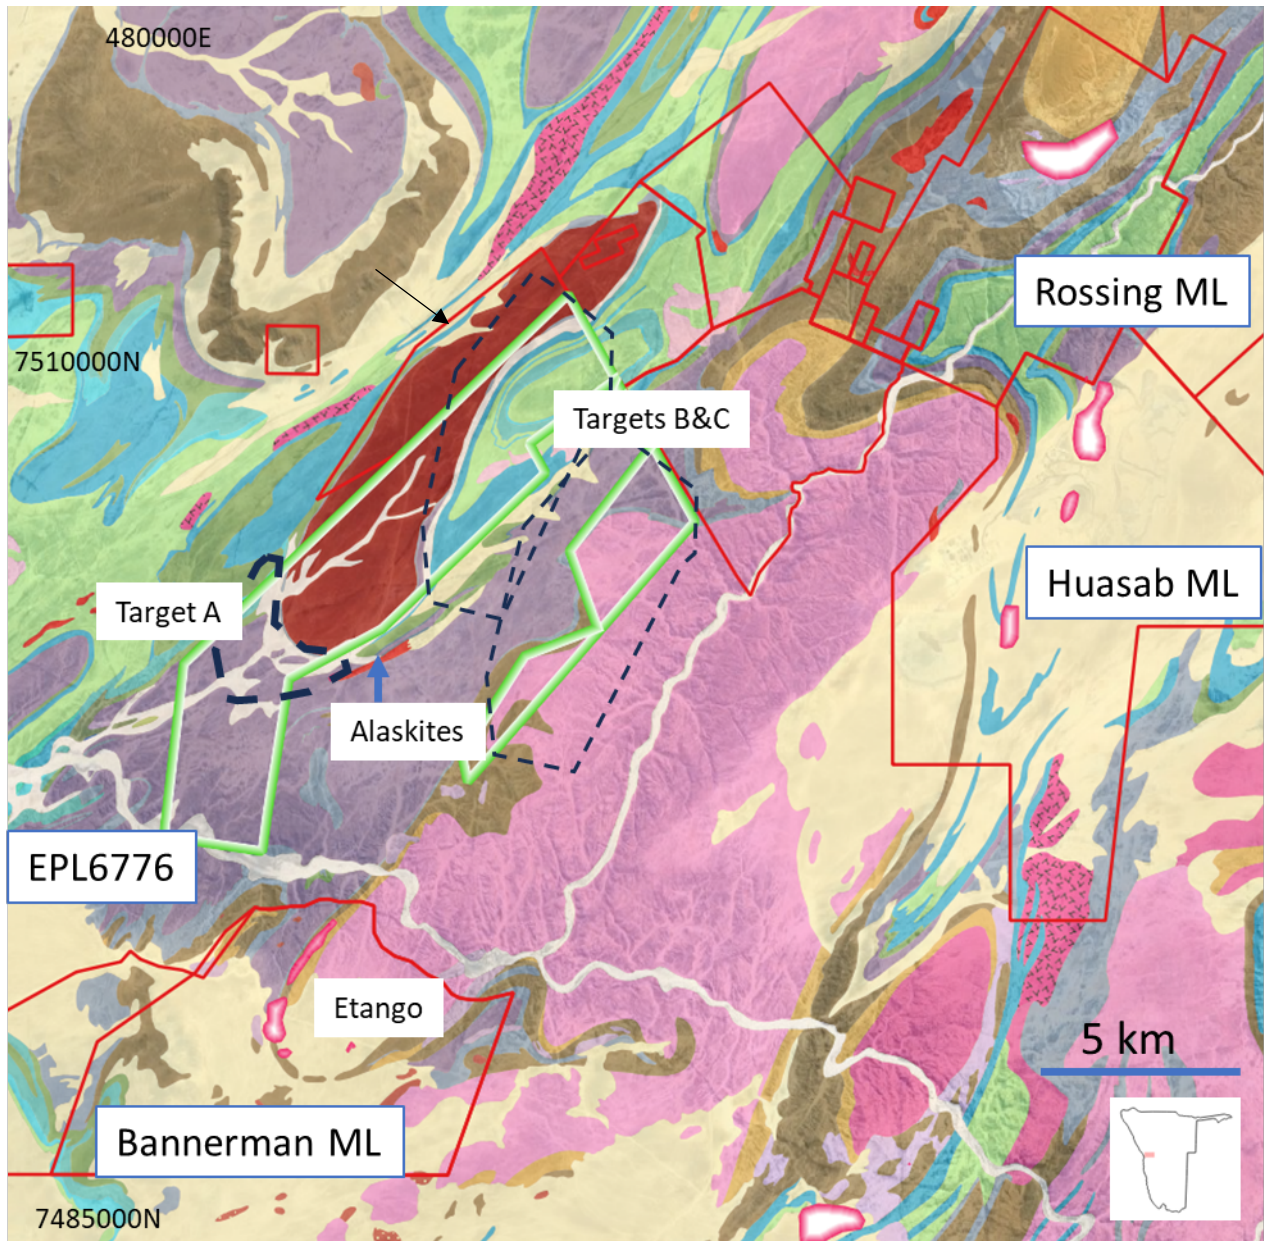 480000E
Rossing ML
7510000N
Targets B&C
Huasab ML
Target A
Alaskites
EPL6776
Etango
5 km
Bannerman ML
7485000N